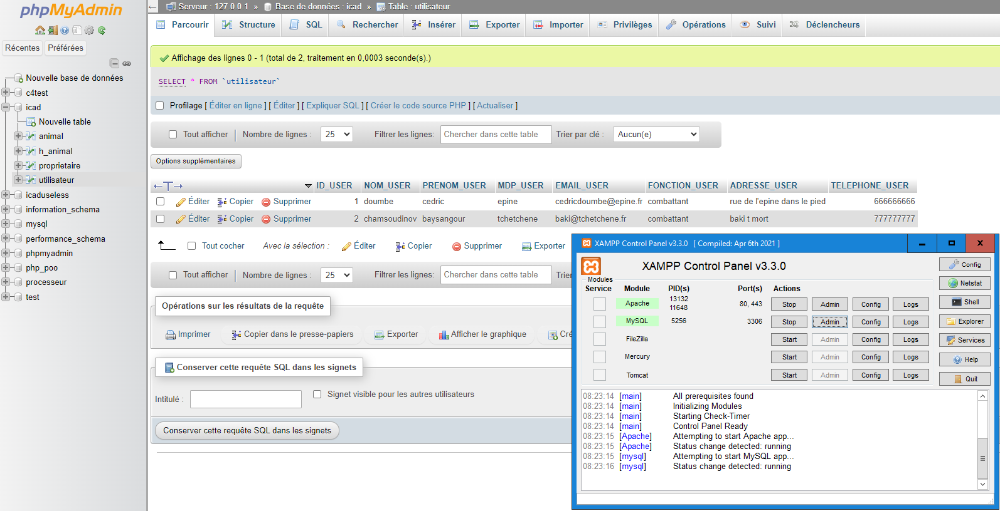 phpMyAdmin
Récentes
Préférées
Nouvelle base de données
c4test
icad
Nouvelle table
animal
h_animal
proprietaire
utilisateur
icaduseless
information_schema
mysql
performance_schema
phpmyadmin
php_poo
processeur
test
Serveur : 127.0.0.1 » Base de données : icad » Table : utilisateur
Parcourir Structure SQL Rechercher Insérer Exporter Importer Privilèges Opérations Suivi Déclencheurs
Affichage des lignes 0 - 1 (total de 2, traitement en 0,0003 seconde(s).)
SELECT * FROM `utilisateur`
Profilage [ Éditer en ligne ] [ Éditer ] [ Expliquer SQL ] [ Créer le code source PHP ] [ Actualiser ]
Tout afficher Nombre de lignes : 25 Filtrer les lignes: Chercher dans cette table Trier par clé : Aucun(e)
Options supplémentaires
ID_USER NOM_USER PRENOM_USER MDP_USER EMAIL_USER FONCTION_USER ADRESSE_USER TELEPHONE_USER
Éditer Copier Supprimer 1 doumbe cedric epine cedricdoumbe@epine.fr combattant rue de l'epine dans le pied 666666666
Éditer Copier Supprimer 2 chamsoudinov baysangour tchetchene baki@tchetchene.fr combattant baki t mort 777777777
Tout cocher Avec la sélection : Éditer Copier Supprimer Exporter
Tout afficher Nombre de lignes : 25 Filtrer les lignes: Chercher dans cette table Trier
Opérations sur les résultats de la requête
Imprimer Copier dans le presse-papiers Exporter Afficher le graphique Cré
Conserver cette requête SQL dans les signets
Intitulé : Signet visible pour les autres utilisateurs
Conserver cette requête SQL dans les signets
XAMPP Control Panel v3.3.0 [ Compiled: Apr 6th 2021 ]
XAMPP Control Panel v3.3.0
Modules
Service Module PID(s) Port(s) Actions
Apache 13132 11648 80, 443 Stop Admin Config Logs
MySQL 5256 3306 Stop Admin Config Logs
FileZilla Start Admin Config Logs
Mercury Start Admin Config Logs
Tomcat Start Admin Config Logs
Config
Netstat
Shell
Explorer
Services
Help
Quit
08:23:14 [main] All prerequisites found
08:23:14 [main] Initializing Modules
08:23:14 [main] Starting Check-Timer
08:23:14 [main] Control Panel Ready
08:23:15 [Apache] Attempting to start Apache app...
08:23:15 [Apache] Status change detected: running
08:23:15 [mysql] Attempting to start MySQL app...
08:23:16 [mysql] Status change detected: running